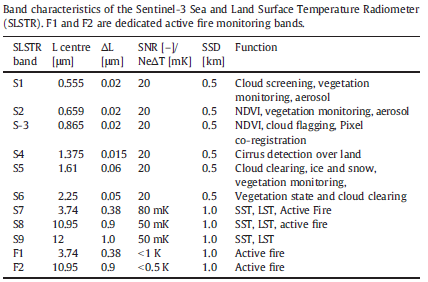 Band characteristics of the Sentinel-3 Sea and Land Surface Temperature Radiometer
(SLSTR). F1 and F2 are dedicated active fire monitoring bands.
SLSTR L centre ΔL SNR [–]/ SSD Function
band [μm] [μm] NeΔT [mK] [km]
S1 0.555 0.02 20 0.5 Cloud screening, vegetation
monitoring, aerosol
S2 0.659 0.02 20 0.5 NDVI, vegetation monitoring, aerosol
S-3 0.865 0.02 20 0.5 NDVI, cloud flagging, Pixel
co-registration
S4 1.375 0.015 20 0.5 Cirrus detection over land
S5 1.61 0.06 20 0.5 Cloud clearing, ice and snow,
vegetation monitoring,
S6 2.25 0.05 20 0.5 Vegetation state and cloud clearing
S7 3.74 0.38 80 mK 1.0 SST, LST, Active Fire
S8 10.95 0.9 50 mK 1.0 SST, LST, active fire
S9 12 1.0 50 mK 1.0 SST, LST
F1 3.74 0.38 <1 K 1.0 Active fire
F2 10.95 0.9 <0.5 K 1.0 Active fire